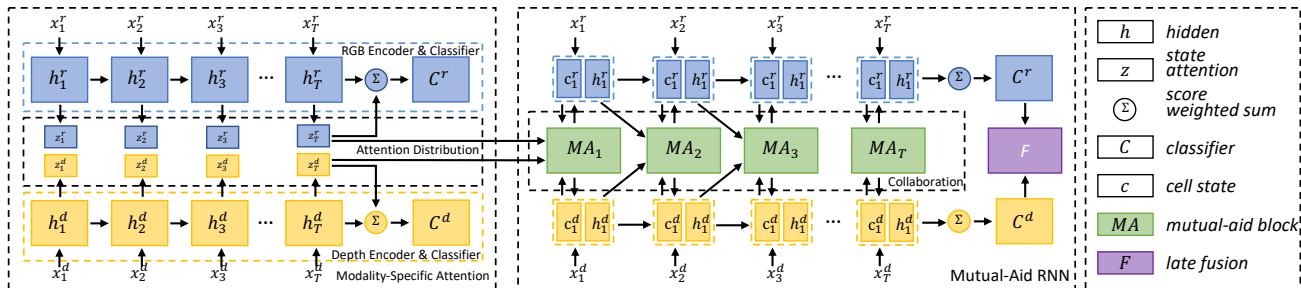 x_1^r x_2^r x_3^r x_T^r
RGB Encoder & Classifier
h_1^r h_2^r h_3^r ... h_T^r Σ C^r
z_1^r z_2^r z_3^r z_T^r
Attention Distribution
z_1^d z_2^d z_3^d z_T^d
h_1^d h_2^d h_3^d ... h_T^d Σ C^d
Depth Encoder & Classifier
x_1^d x_2^d x_3^d x_T^d
Modality-Specific Attention
x_1^r x_2^r x_3^r x_T^r
c_1^r h_1^r c_1^r h_1^r c_1^r h_1^r ... c_1^r h_1^r Σ C^r
MA_1 MA_2 MA_3 MA_T F
Collaboration
c_1^d h_1^d c_1^d h_1^d c_1^d h_1^d ... c_1^d h_1^d Σ C^d
x_1^d x_2^d x_3^d x_T^d
Mutual-Aid RNN
h hidden
state
z attention
score
Σ weighted sum
C classifier
c cell state
MA mutual-aid block
F late fusion